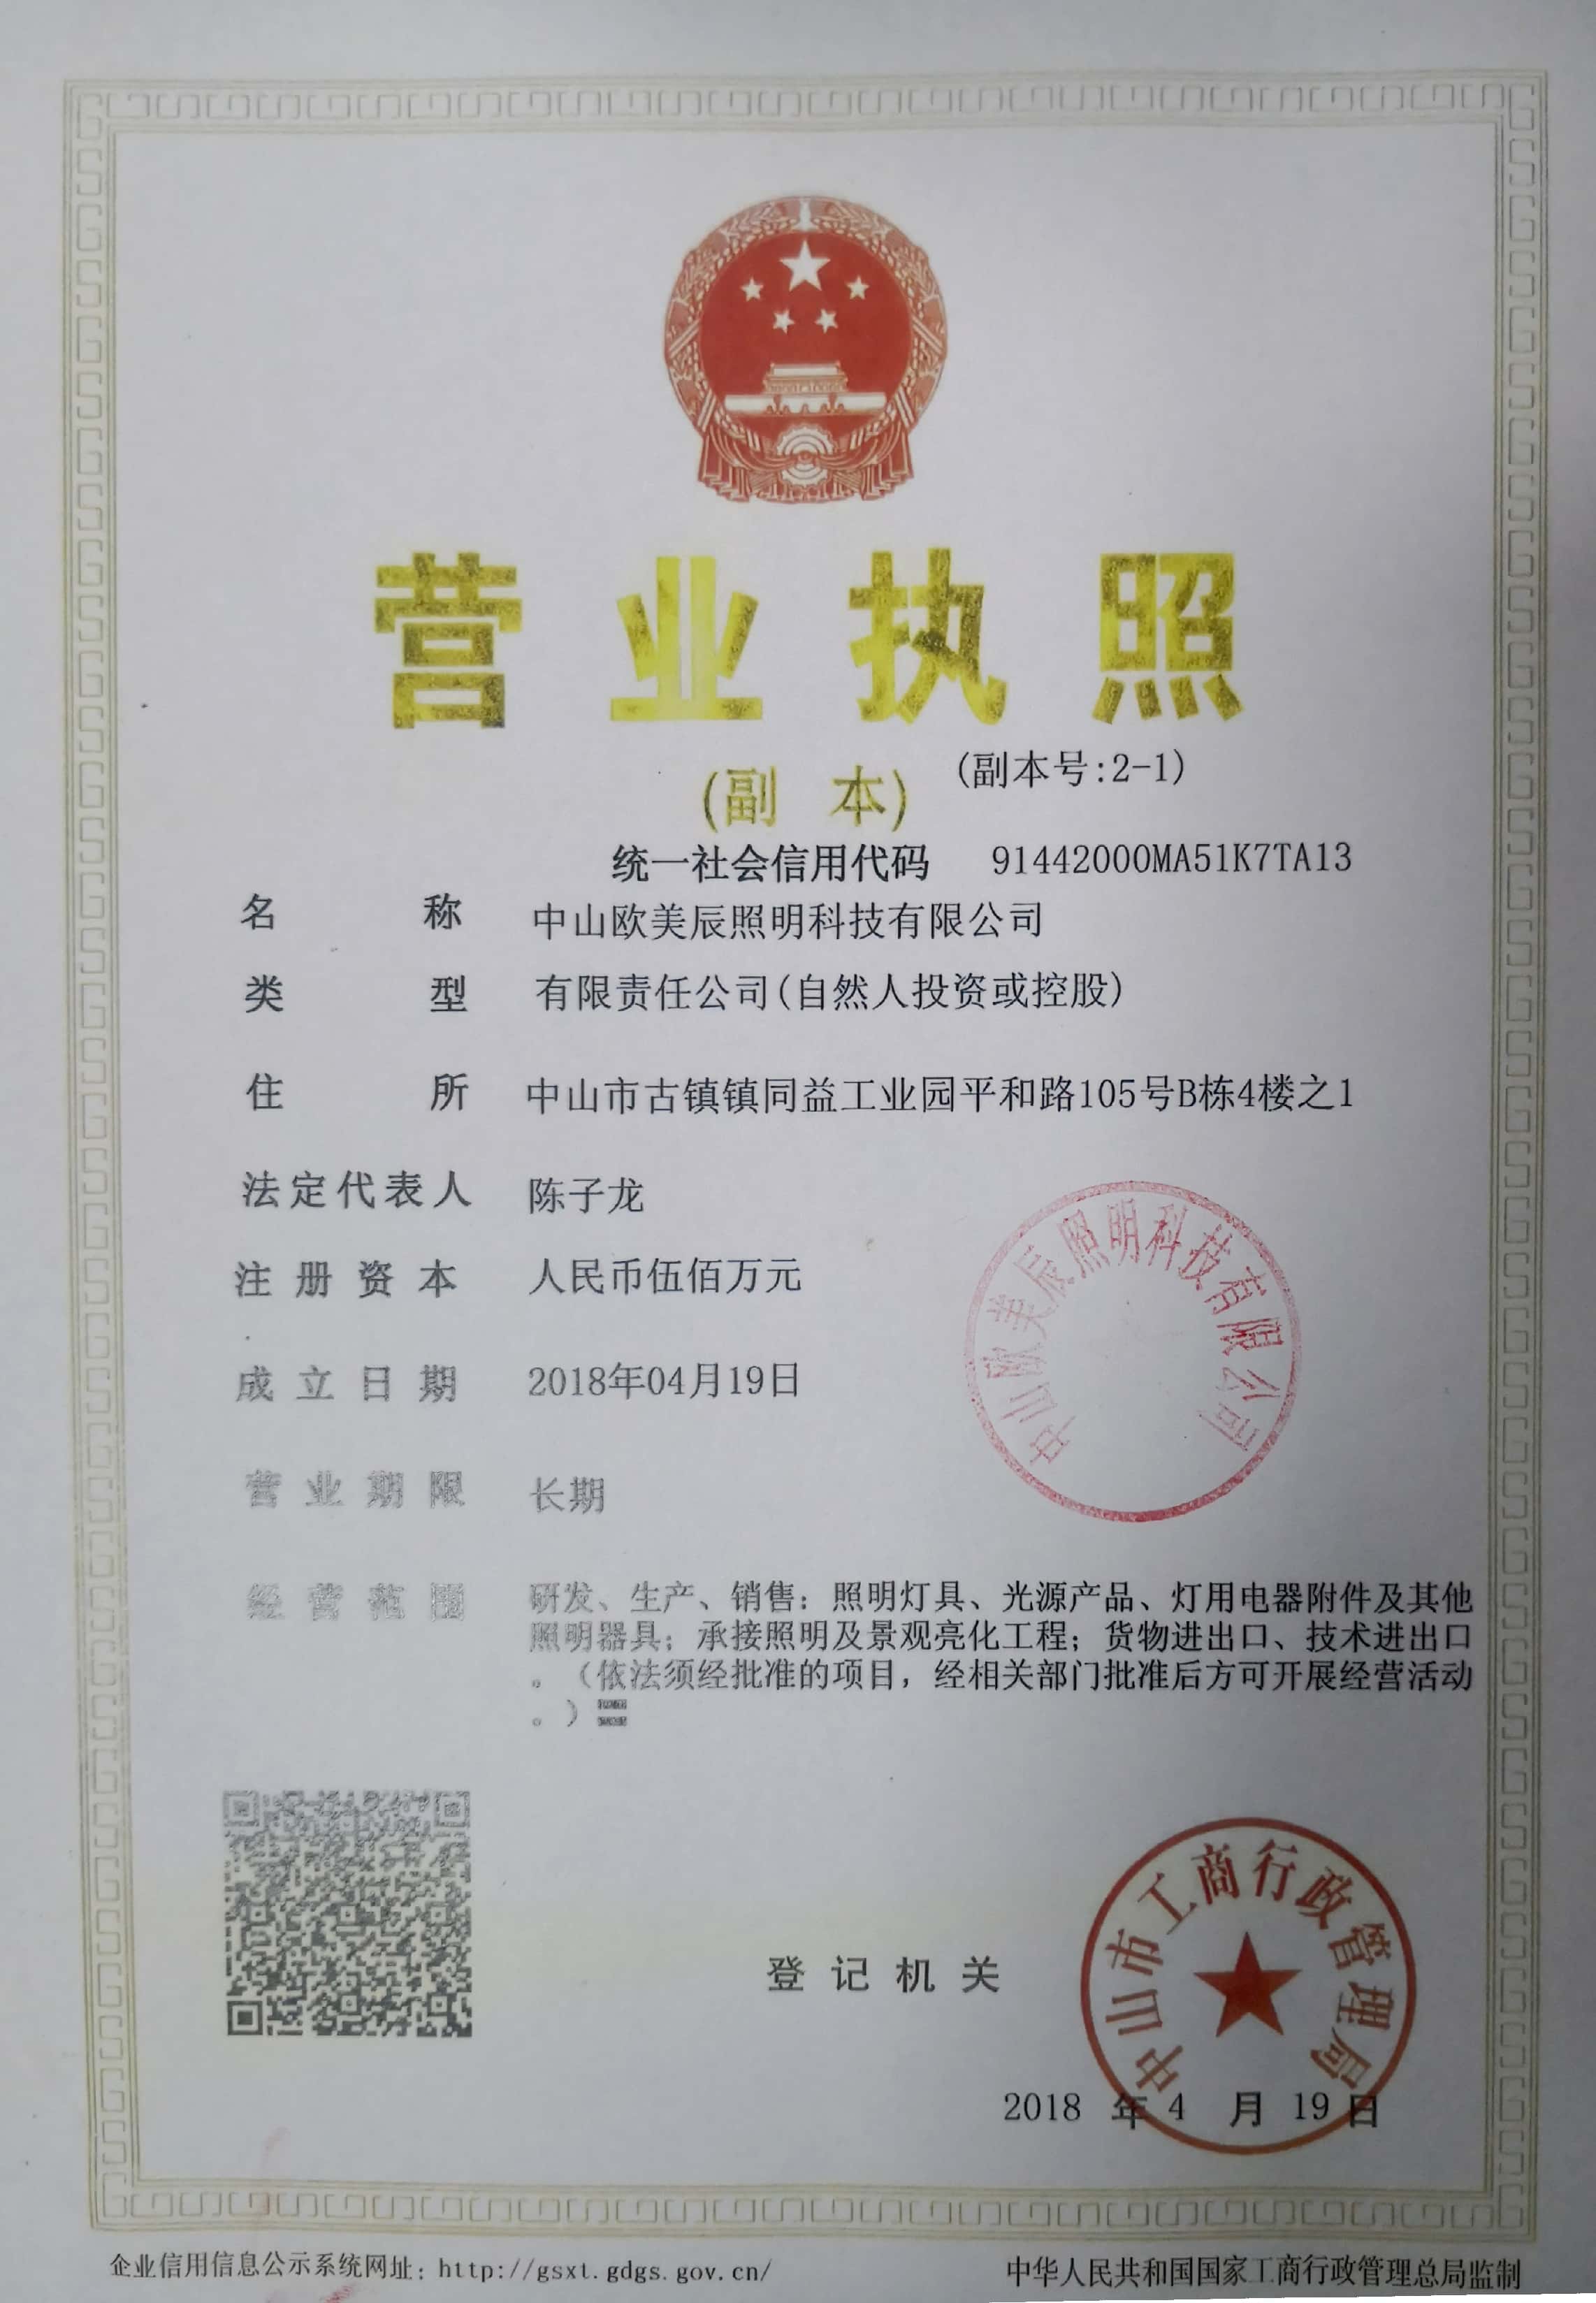 营业执照
(副 本) (副本号:2-1)
统一社会信用代码 91442000MA51K7TA13
名称 中山欧美辰照明科技有限公司
类型 有限责任公司(自然人投资或控股)
住所 中山市古镇镇同益工业园平和路105号B栋4楼之1
法定代表人 陈子龙
注册资本 人民币伍佰万元
成立日期 2018年04月19日
营业期限 长期
经营范围 研发、生产、销售：照明灯具、光源产品、灯用电器附件及其他
照明器具；承接照明及景观亮化工程；货物进出口、技术进出口
。（依法须经批准的项目，经相关部门批准后方可开展经营活动
。）
中山欧美辰照明科技有限公司
登记机关
中山市工商行政管理局
2018 年 4 月 19 日
企业信用信息公示系统网址：http://gsxt.gdgs.gov.cn/
中华人民共和国国家工商行政管理总局监制